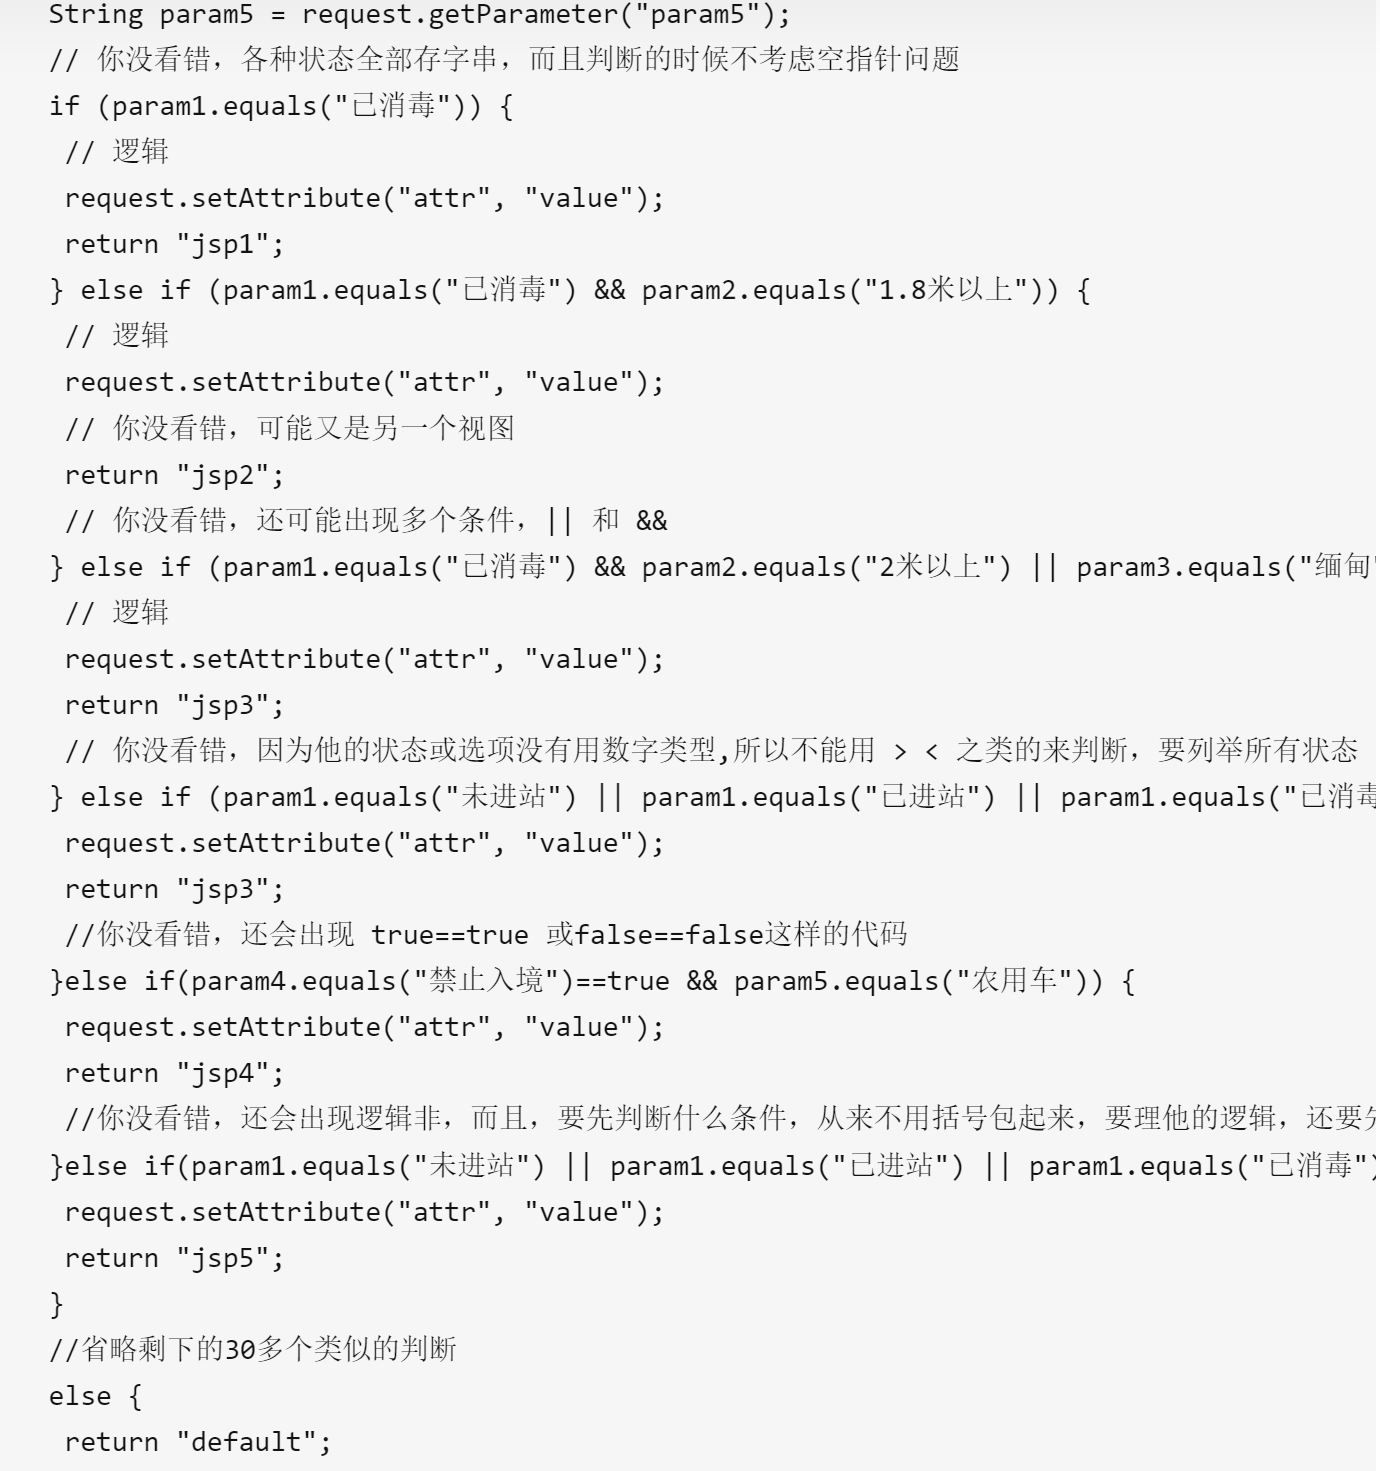 String param5 = request.getParameter("param5");
// 你没看错，各种状态全部存字串，而且判断的时候不考虑空指针问题
if (param1.equals("已消毒")) {
// 逻辑
request.setAttribute("attr", "value");
return "jsp1";
} else if (param1.equals("已消毒") && param2.equals("1.8米以上")) {
// 逻辑
request.setAttribute("attr", "value");
// 你没看错，可能又是另一个视图
return "jsp2";
// 你没看错，还可能出现多个条件，|| 和 &&
} else if (param1.equals("已消毒") && param2.equals("2米以上") || param3.equals("缅甸"
// 逻辑
request.setAttribute("attr", "value");
return "jsp3";
// 你没看错，因为他的状态或选项没有用数字类型,所以不能用 > < 之类的来判断，要列举所有状态
} else if (param1.equals("未进站") || param1.equals("已进站") || param1.equals("已消毒
request.setAttribute("attr", "value");
return "jsp3";
//你没看错，还会出现 true==true 或false==false这样的代码
}else if(param4.equals("禁止入境")==true && param5.equals("农用车")) {
request.setAttribute("attr", "value");
return "jsp4";
//你没看错，还会出现逻辑非，而且，要先判断什么条件，从来不用括号包起来，要理他的逻辑，还要先
}else if(param1.equals("未进站") || param1.equals("已进站") || param1.equals("已消毒")
request.setAttribute("attr", "value");
return "jsp5";
}
//省略剩下的30多个类似的判断
else {
return "default";